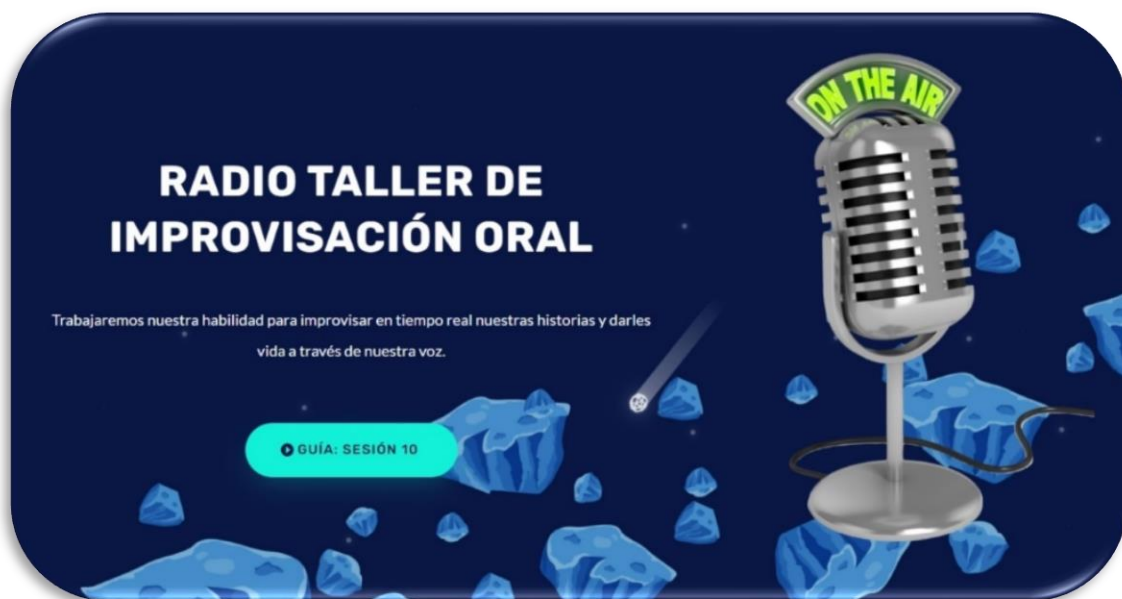 ON THE AIR
RADIO TALLER DE
IMPROVISACIÓN ORAL
Trabajaremos nuestra habilidad para improvisar en tiempo real nuestras historias y darles
vida a través de nuestra voz.
GUÍA: SESIÓN 10